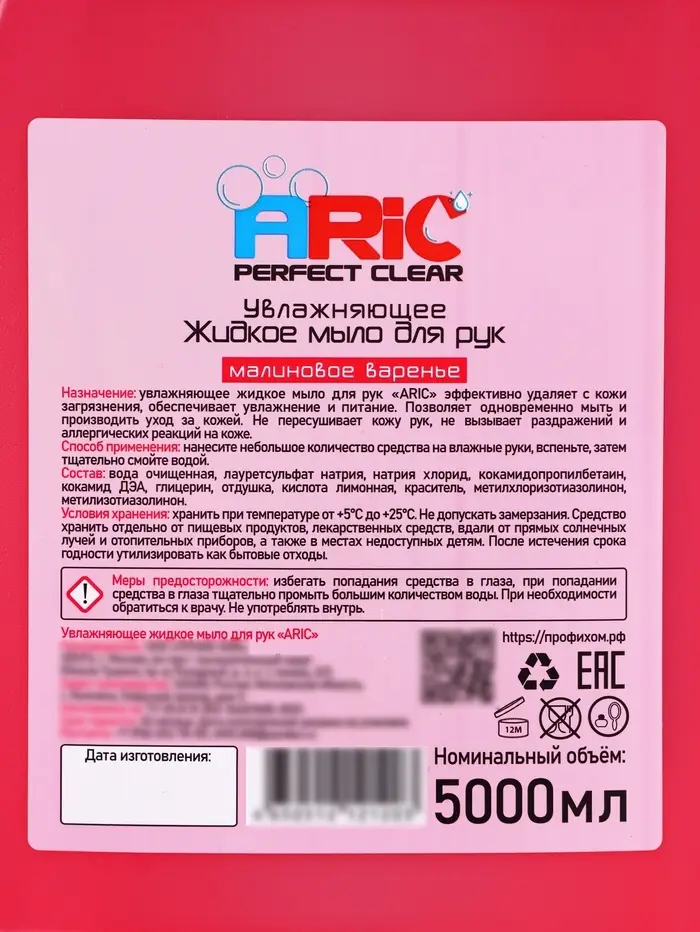 ARIC
PERFECT CLEAR
Увлажняющее
Жидкое мыло для рук
малиновое варенье
Назначение: увлажняющее жидкое мыло для рук «ARIC» эффективно удаляет с кожи
загрязнения, обеспечивает увлажнение и питание. Позволяет одновременно мыть и
производить уход за кожей. Не пересушивает кожу рук, не вызывает раздражений и
аллергических реакций на коже.
Способ применения: нанесите небольшое количество средства на влажные руки, вспеньте, затем
тщательно смойте водой.
Состав: вода очищенная, лауретсульфат натрия, натрия хлорид, кокамидопропилбетаин,
кокамид ДЭА, глицерин, отдушка, кислота лимонная, краситель, метилхлоризотиазолинон,
метилизотиазолинон.
Условия хранения: хранить при температуре от +5°С до +25°С. Не допускать замерзания. Средство
хранить отдельно от пищевых продуктов, лекарственных средств, вдали от прямых солнечных
лучей и отопительных приборов, а также в местах недоступных детям. После истечения срока
годности утилизировать как бытовые отходы.
Меры предосторожности: избегать попадания средства в глаза, при попадании
средства в глаза тщательно промыть большим количеством воды. При необходимости
обратиться к врачу. Не употреблять внутрь.
Увлажняющее жидкое мыло для рук «ARIC»
https://профихом.рф
EAC
12M
Дата изготовления:
Номинальный объём:
5000мл